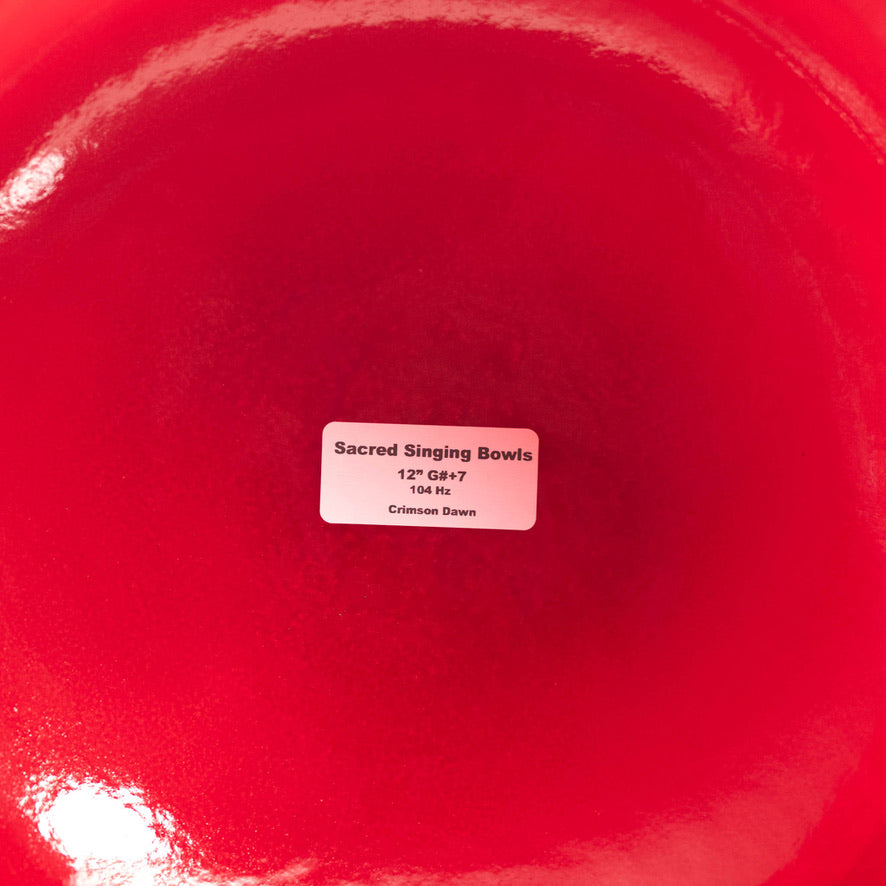 Sacred Singing Bowls
12” G#+7
104 Hz
Crimson Dawn